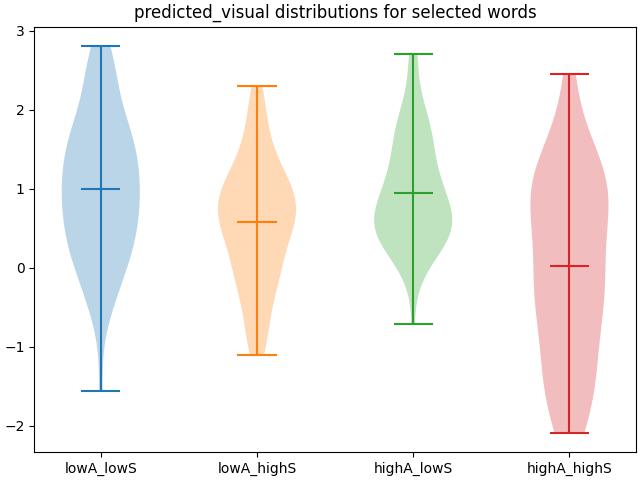 predicted_visual distributions for selected words
3
2
1
0
−1
−2
lowA_lowS
lowA_highS
highA_lowS
highA_highS